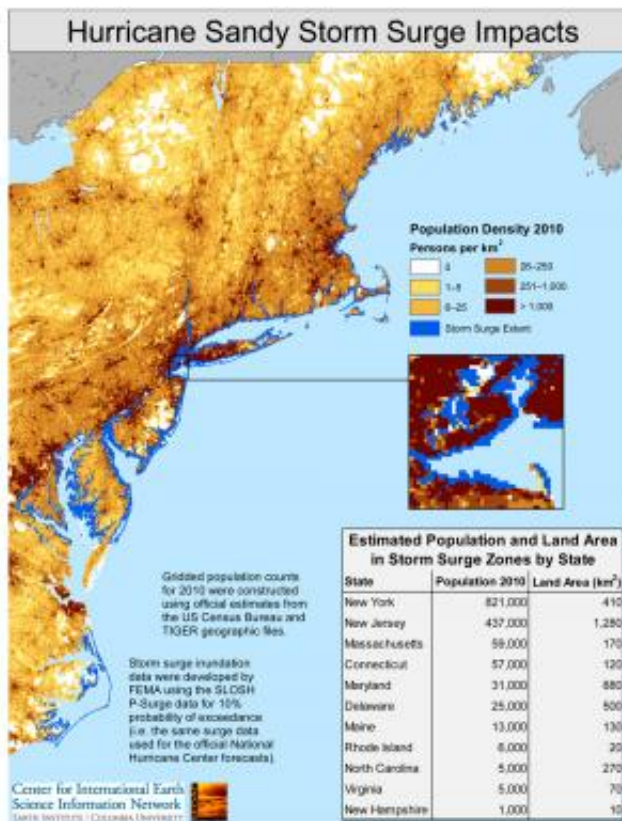 Hurricane Sandy Storm Surge Impacts
Population Density 2010
Persons per km²
0
1–5
6–25
26–250
251–1,000
> 1,000
Storm Surge Extent
Gridded population counts
for 2010 were constructed
using official estimates from
the US Census Bureau and
TIGER geographic files.
Storm surge inundation
data were developed by
FEMA using the SLOSH
P-Surge data for 10%
probability of exceedance
(i.e. the same surge data
used for the official National
Hurricane Center forecasts).
Estimated Population and Land Area
in Storm Surge Zones by State
State Population 2010 Land Area (km²)
New York 821,000 410
New Jersey 437,000 1,280
Massachusetts 59,000 170
Connecticut 57,000 120
Maryland 31,000 880
Delaware 25,000 500
Maine 13,000 130
Rhode Island 6,000 20
North Carolina 5,000 270
Virginia 5,000 70
New Hampshire 1,000 10
Center for International Earth
Science Information Network
EARTH INSTITUTE | COLUMBIA UNIVERSITY